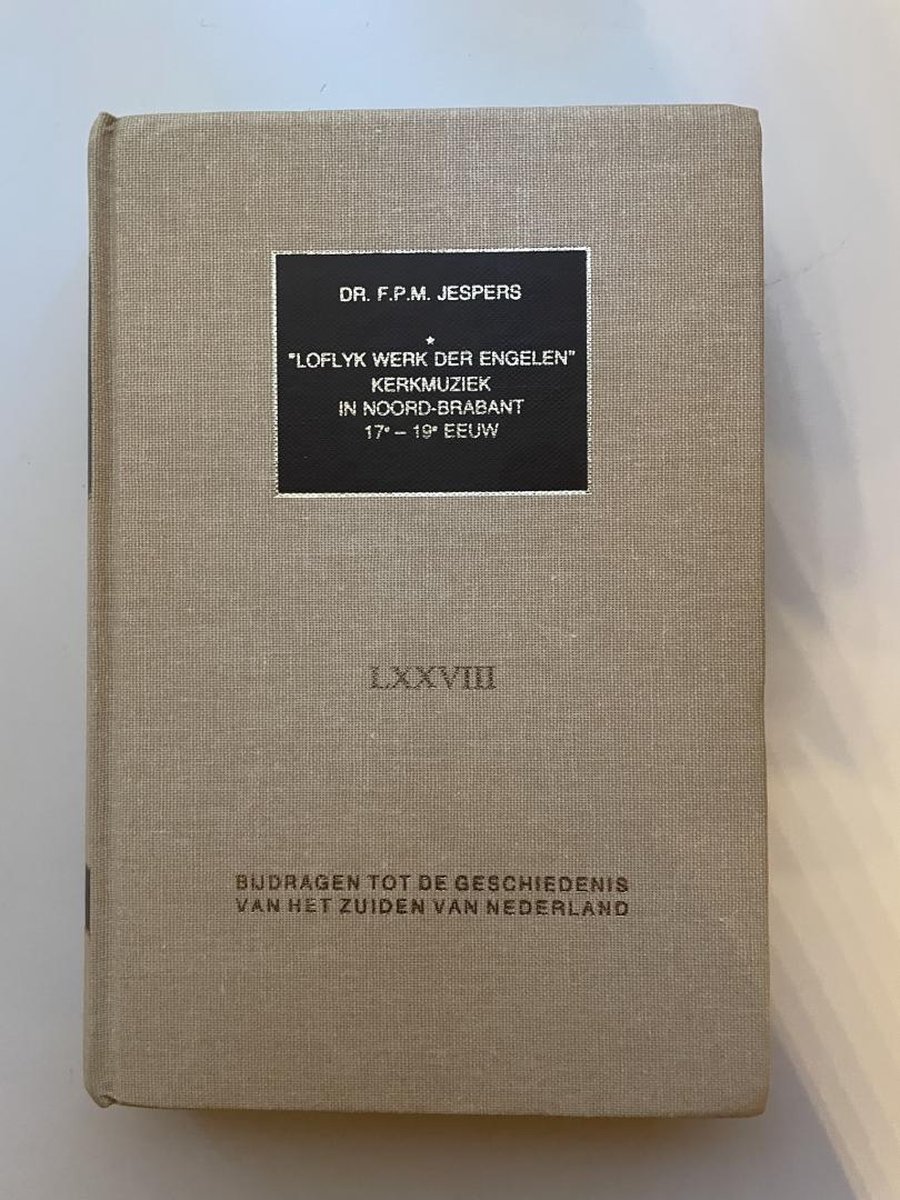 DR. F.P.M. JESPERS
*
"LOFLYK WERK DER ENGELEN"
KERKMUZIEK
IN NOORD-BRABANT
17e – 19e EEUW
LXXVIII
BIJDRAGEN TOT DE GESCHIEDENIS
VAN HET ZUIDEN VAN NEDERLAND